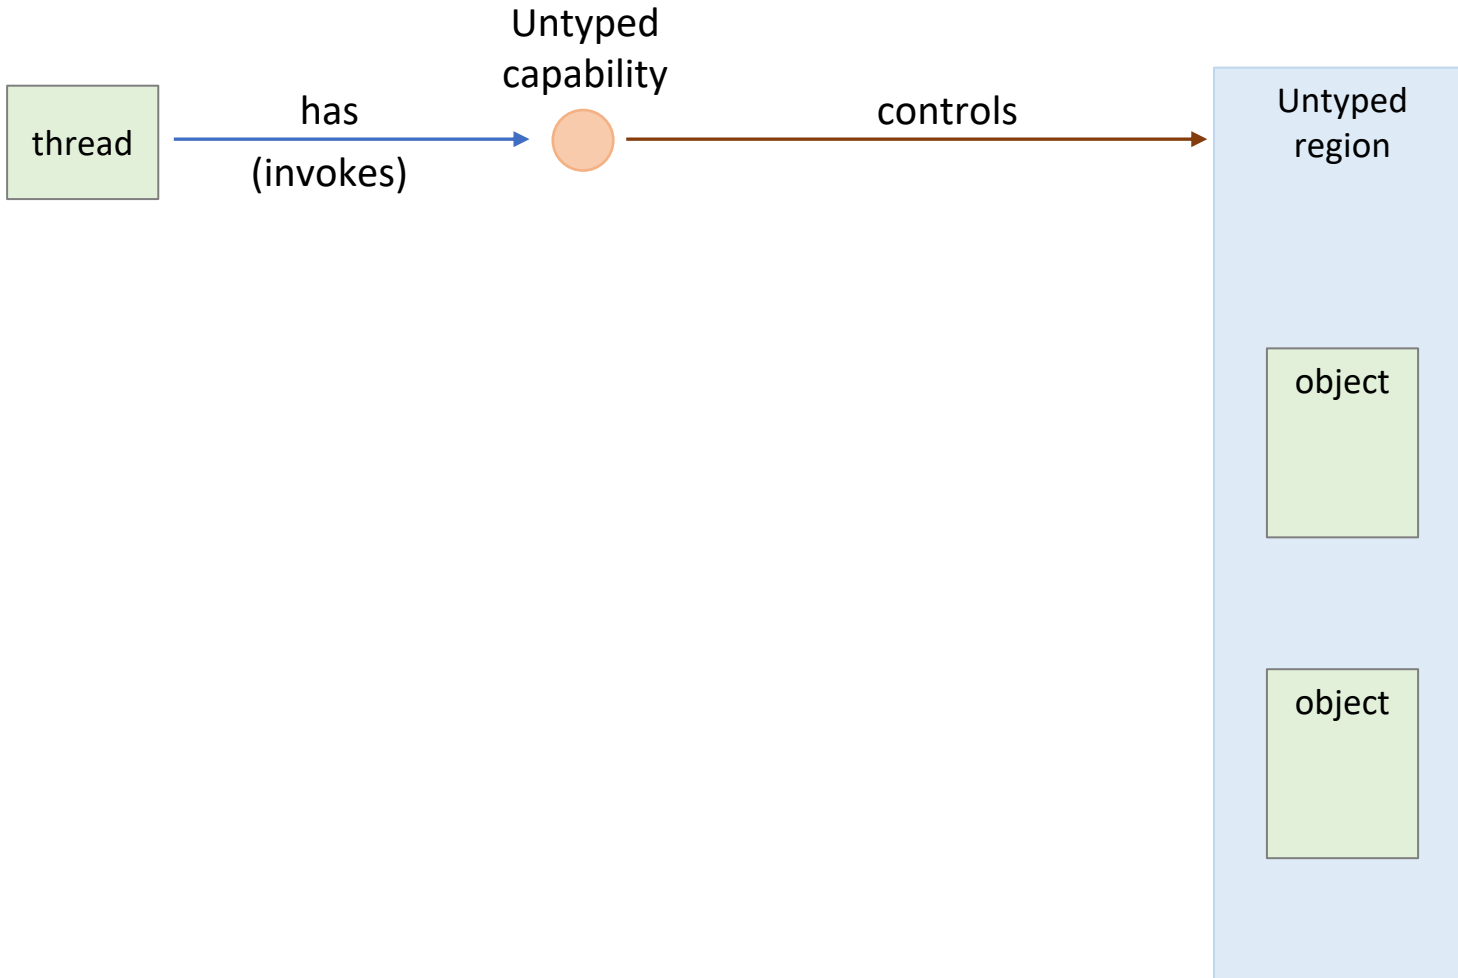 Untyped
capability
thread
has
(invokes)
controls
Untyped
region
object
object